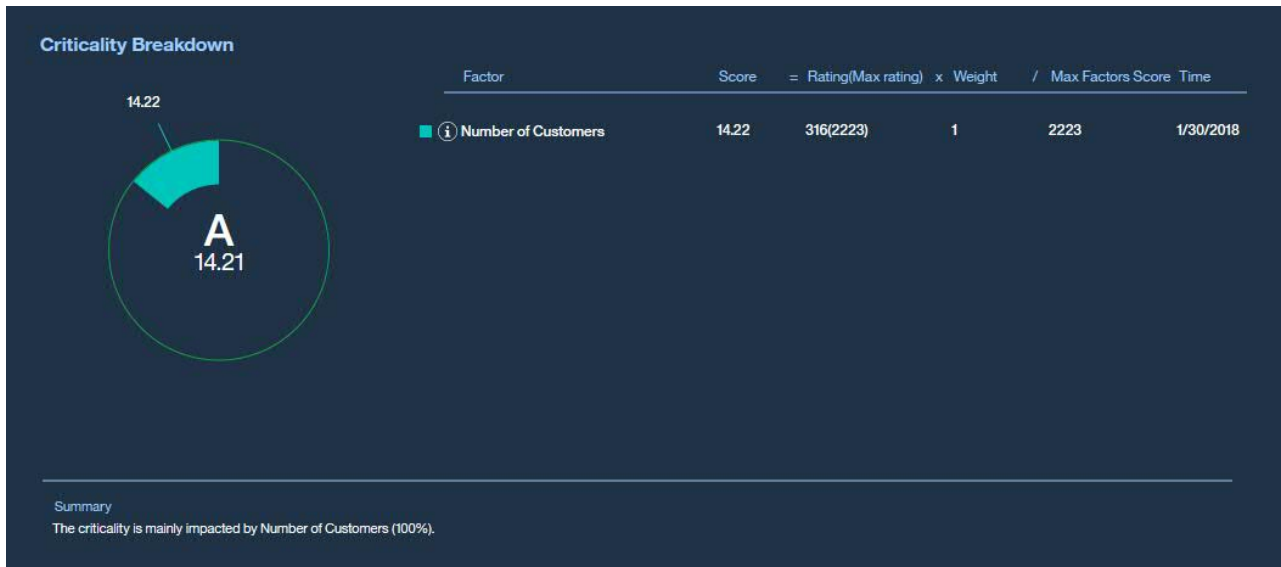 Criticality Breakdown
Factor Score = Rating(Max rating) x Weight / Max Factors Score Time
14.22
i Number of Customers 14.22 316(2223) 1 2223 1/30/2018
A
14.21
Summary
The criticality is mainly impacted by Number of Customers (100%).